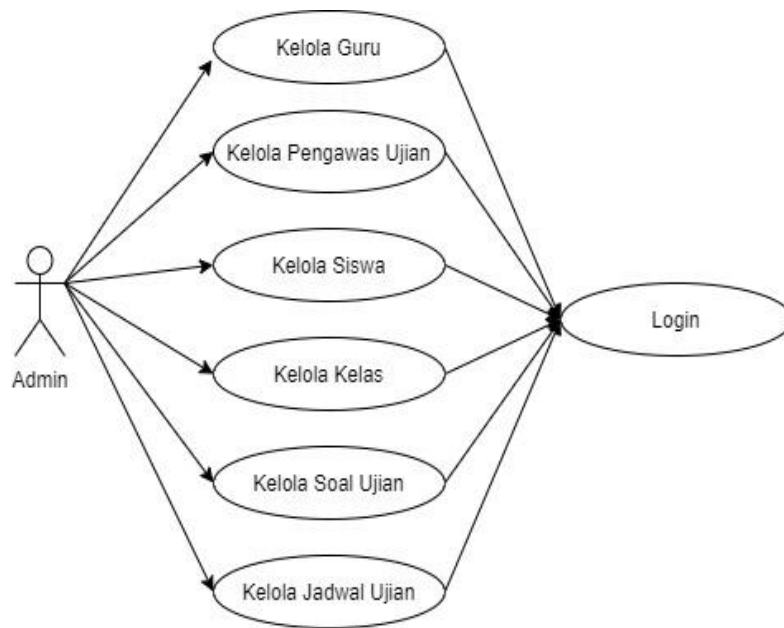 Kelola Guru
Kelola Pengawas Ujian
Kelola Siswa
Login
Kelola Kelas
Admin
Kelola Soal Ujian
Kelola Jadwal Ujian